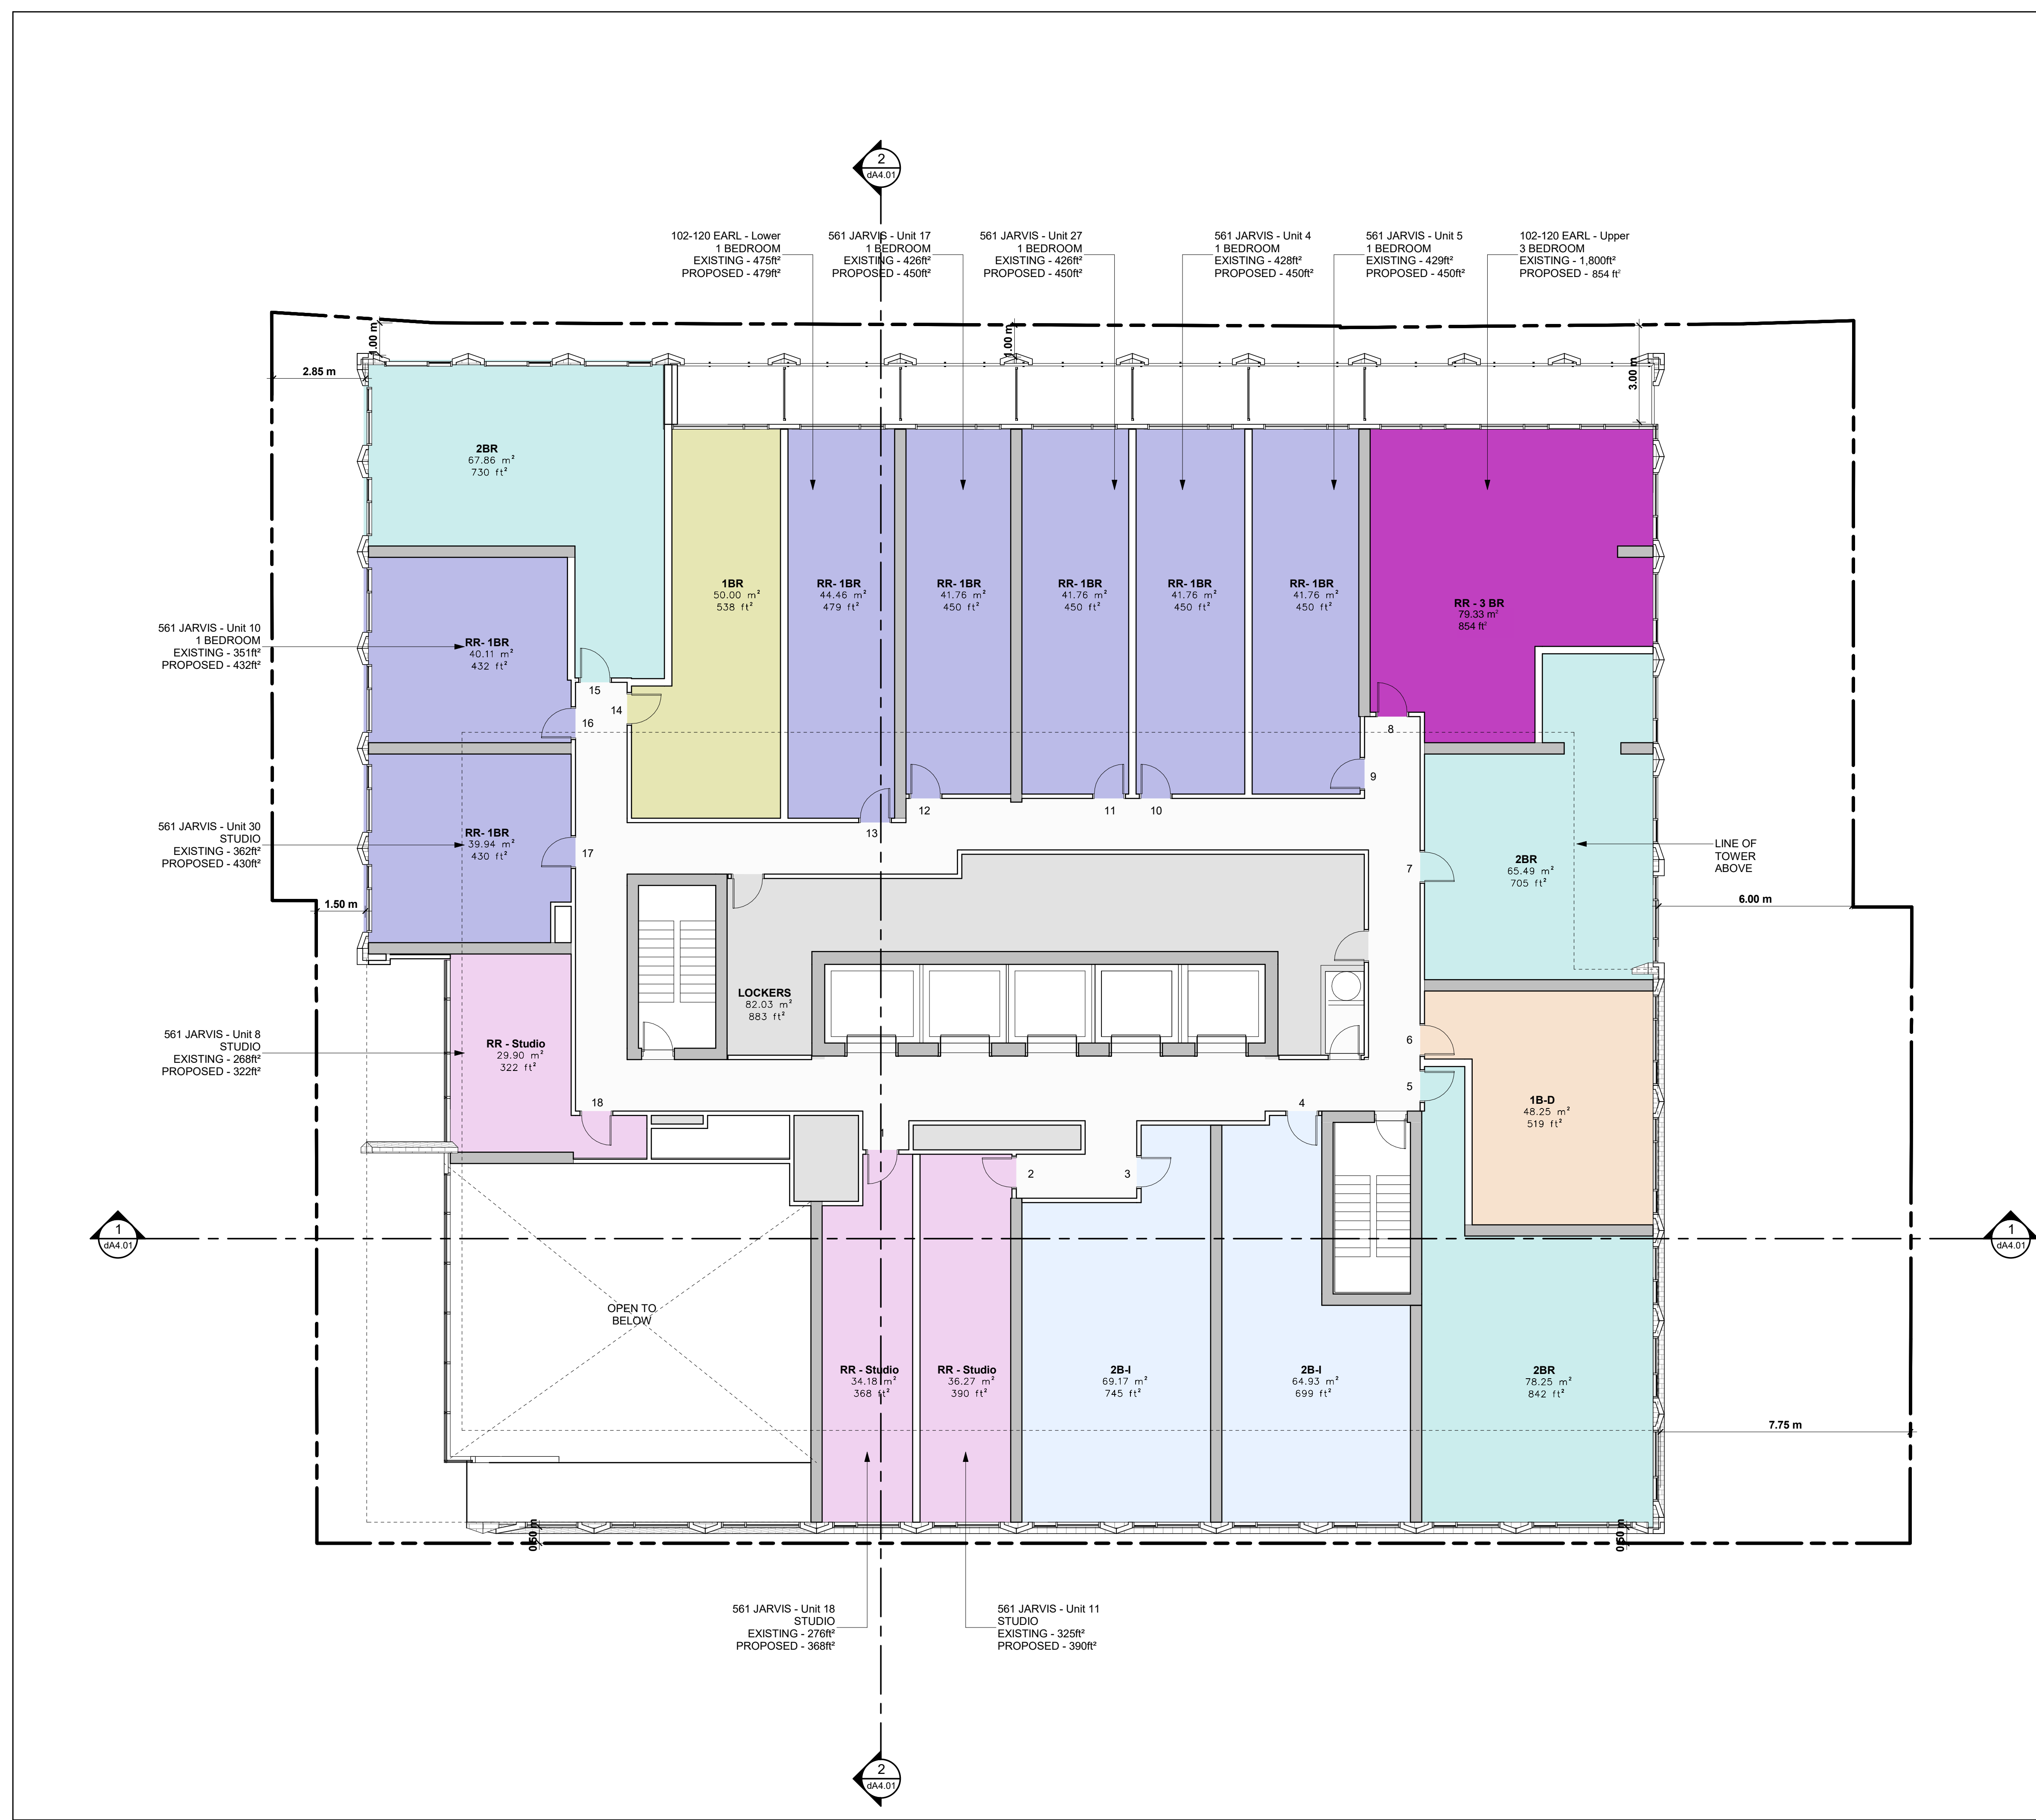 2
dA4.01
102-120 EARL - Lower
1 BEDROOM
EXISTING - 475ft²
PROPOSED - 479ft²
561 JARVIS - Unit 17
1 BEDROOM
EXISTING - 426ft²
PROPOSED - 450ft²
561 JARVIS - Unit 27
1 BEDROOM
EXISTING - 426ft²
PROPOSED - 450ft²
561 JARVIS - Unit 4
1 BEDROOM
EXISTING - 428ft²
PROPOSED - 450ft²
561 JARVIS - Unit 5
1 BEDROOM
EXISTING - 429ft²
PROPOSED - 450ft²
102-120 EARL - Upper
3 BEDROOM
EXISTING - 1,800ft²
PROPOSED - 854 ft²
1.00 m
1.00 m
3.00 m
2.85 m
2BR
67.86 m²
730 ft²
1BR
50.00 m²
538 ft²
RR- 1BR
44.46 m²
479 ft²
RR- 1BR
41.76 m²
450 ft²
RR- 1BR
41.76 m²
450 ft²
RR- 1BR
41.76 m²
450 ft²
RR- 1BR
41.76 m²
450 ft²
RR - 3 BR
79.33 m²
854 ft²
561 JARVIS - Unit 10
1 BEDROOM
EXISTING - 351ft²
PROPOSED - 432ft²
RR- 1BR
40.11 m²
432 ft²
15
14
16
8
9
12
11
10
13
17
7
561 JARVIS - Unit 30
STUDIO
EXISTING - 362ft²
PROPOSED - 430ft²
RR- 1BR
39.94 m²
430 ft²
2BR
65.49 m²
705 ft²
LINE OF
TOWER
ABOVE
1.50 m
6.00 m
LOCKERS
82.03 m²
883 ft²
561 JARVIS - Unit 8
STUDIO
EXISTING - 268ft²
PROPOSED - 322ft²
RR - Studio
29.90 m²
322 ft²
6
5
18
4
1
2
3
1B-D
48.25 m²
519 ft²
1
dA4.01
1
dA4.01
OPEN TO
BELOW
RR - Studio
34.18 m²
368 ft²
RR - Studio
36.27 m²
390 ft²
2B-I
69.17 m²
745 ft²
2B-I
64.93 m²
699 ft²
2BR
78.25 m²
842 ft²
7.75 m
0.50 m
0.50 m
561 JARVIS - Unit 18
STUDIO
EXISTING - 276ft²
PROPOSED - 368ft²
561 JARVIS - Unit 11
STUDIO
EXISTING - 325ft²
PROPOSED - 390ft²
2
dA4.01